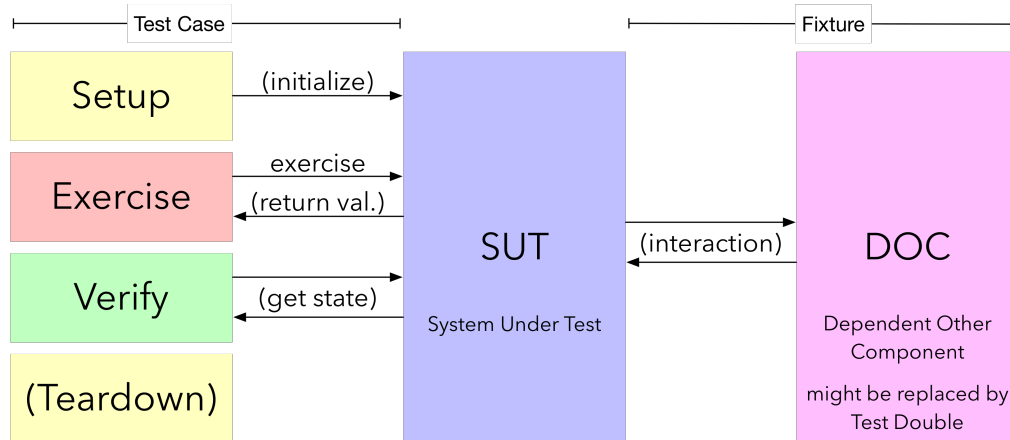 Test Case
Fixture
Setup
(initialize)
Exercise
exercise
(return val.)
SUT
(interaction)
DOC
Verify
(get state)
System Under Test
Dependent Other
Component
(Teardown)
might be replaced by
Test Double